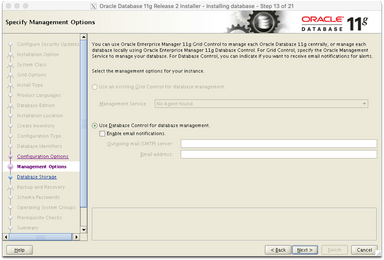 Oracle Database 11g Release 2 Installer - Installing database - Step 13 of 21
Specify Management Options
ORACLE
DATABASE
11g
Configure Security Updates
Installation Option
System Class
Grid Options
Install Type
Product Languages
Database Edition
Installation Location
Create Inventory
Configuration Type
Database Identifiers
Configuration Options
Management Options
Database Storage
Backup and Recovery
Schema Passwords
Operating System Groups
Prerequisite Checks
Summary
You can use Oracle Enterprise Manager 11g Grid Control to manage each Oracle Database 11g centrally, or manage each
database locally using Oracle Enterprise Manager 11g Database Control. For Grid Control, specify the Oracle Management
Service to manage your database. For Database Control, you can indicate if you want to receive email notifications for alerts.
Select the management options for your instance.
Use an existing Grid Control for database management
Management Service :
No Agent found.
Use Database Control for database management.
Enable email notifications.
Outgoing mail (SMTP) server:
Email address:
Help
< Back
Next >
Finish
Cancel